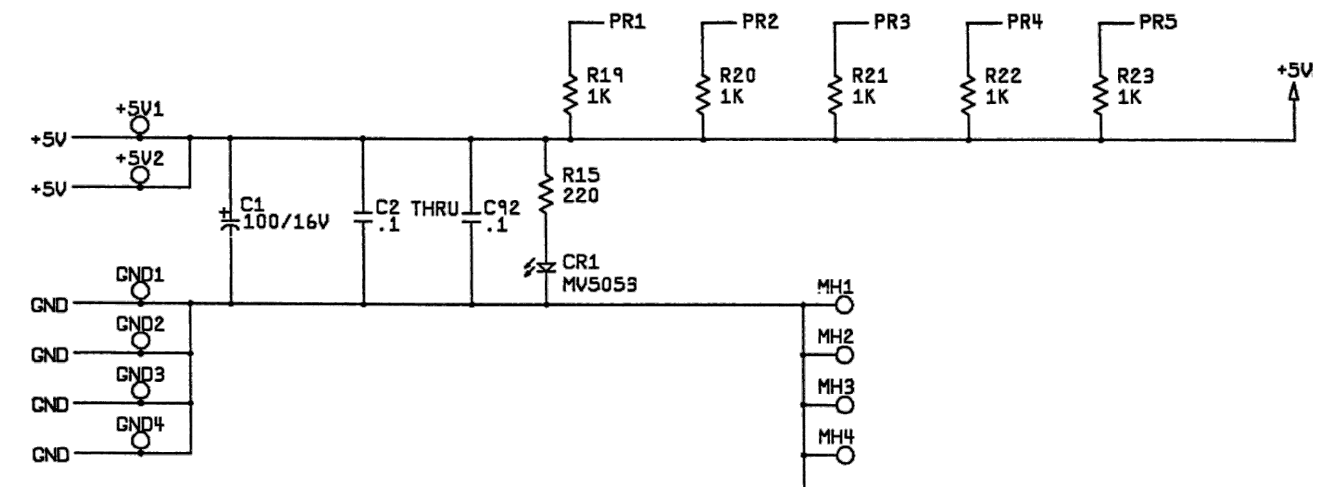 PR1
PR2
PR3
PR4
PR5
R19
1K
R20
1K
R21
1K
R22
1K
R23
1K
+5V
+5V1
+5V
+5V2
+5V
C1
100/16V
+
C2
.1
THRU
C92
.1
R15
220
CR1
MV5053
GND1
GND
GND2
GND
GND3
GND
GND4
GND
MH1
MH2
MH3
MH4